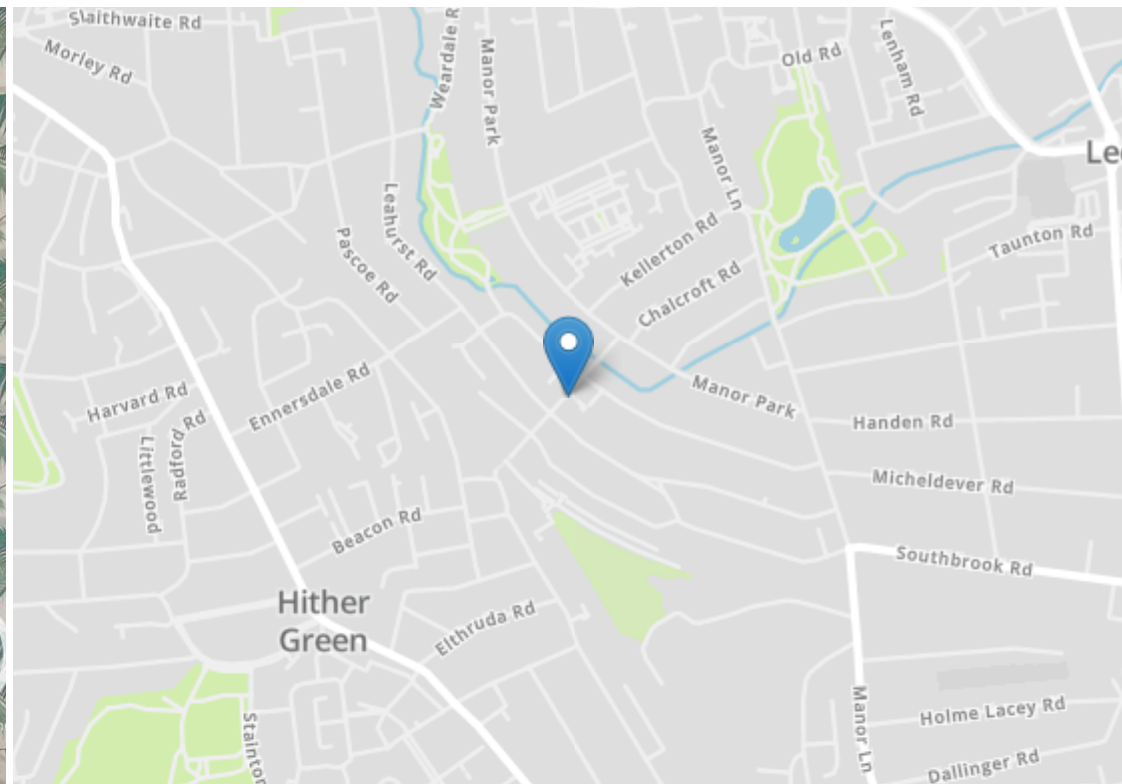 Slaithwaite Rd
Morley Rd
Weardale R
Manor Park
Old Rd
Lenham Rd
Lee
Manor Ln
Leahurst Rd
Pascoe Rd
Kellerton Rd
Chalcroft Rd
Taunton Rd
Harvard Rd
Ennersdale Rd
Manor Park
Handen Rd
Radford Rd
Littlewood
Micheldever Rd
Beacon Rd
Southbrook Rd
Hither
Green
Elthruda Rd
Stainton
Manor Ln
Holme Lacey Rd
Dallinger Rd